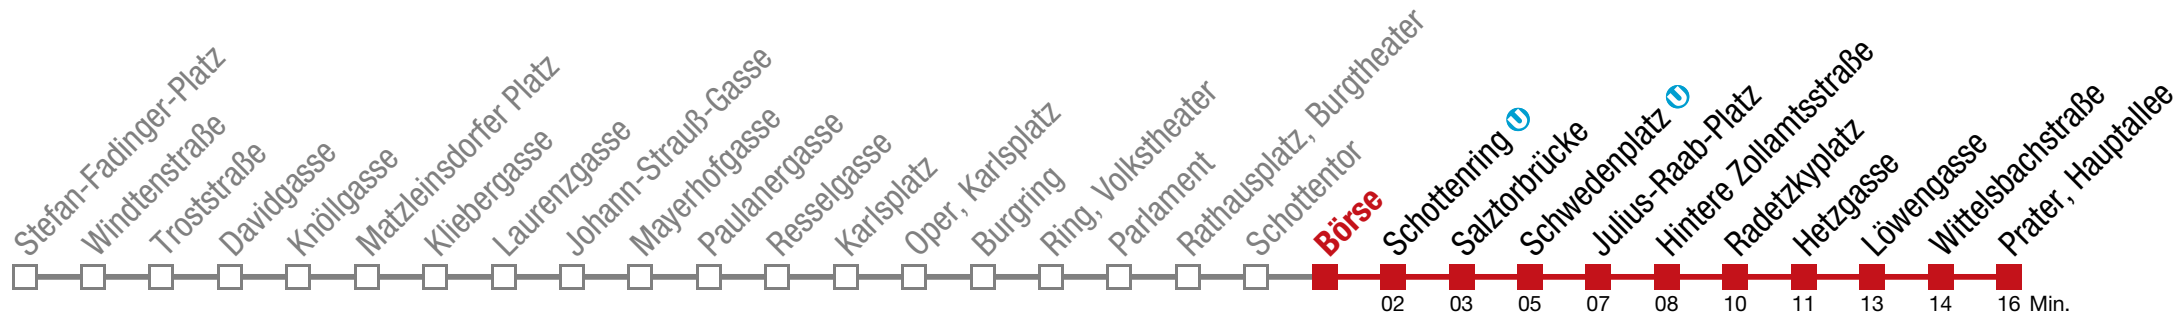 Stefan-Fadinger-Platz
Windtenstraße
Troststraße
Davidgasse
Knöllgasse
Matzleinsdorfer Platz
Kliebergasse
Laurenzgasse
Johann-Strauß-Gasse
Mayerhofgasse
Paulanergasse
Resselgasse
Karlsplatz
Oper, Karlsplatz
Burgring
Ring, Volkstheater
Parlament
Rathausplatz, Burgtheater
Schottentor
Börse
Schottenring U
Salztorbrücke
Schwedenplatz U
Julius-Raab-Platz
Hintere Zollamtsstraße
Radetzkyplatz
Hetzgasse
Löwengasse
Wittelsbachstraße
Prater, Hauptallee
02 03 05 07 08 10 11 13 14 16 Min.